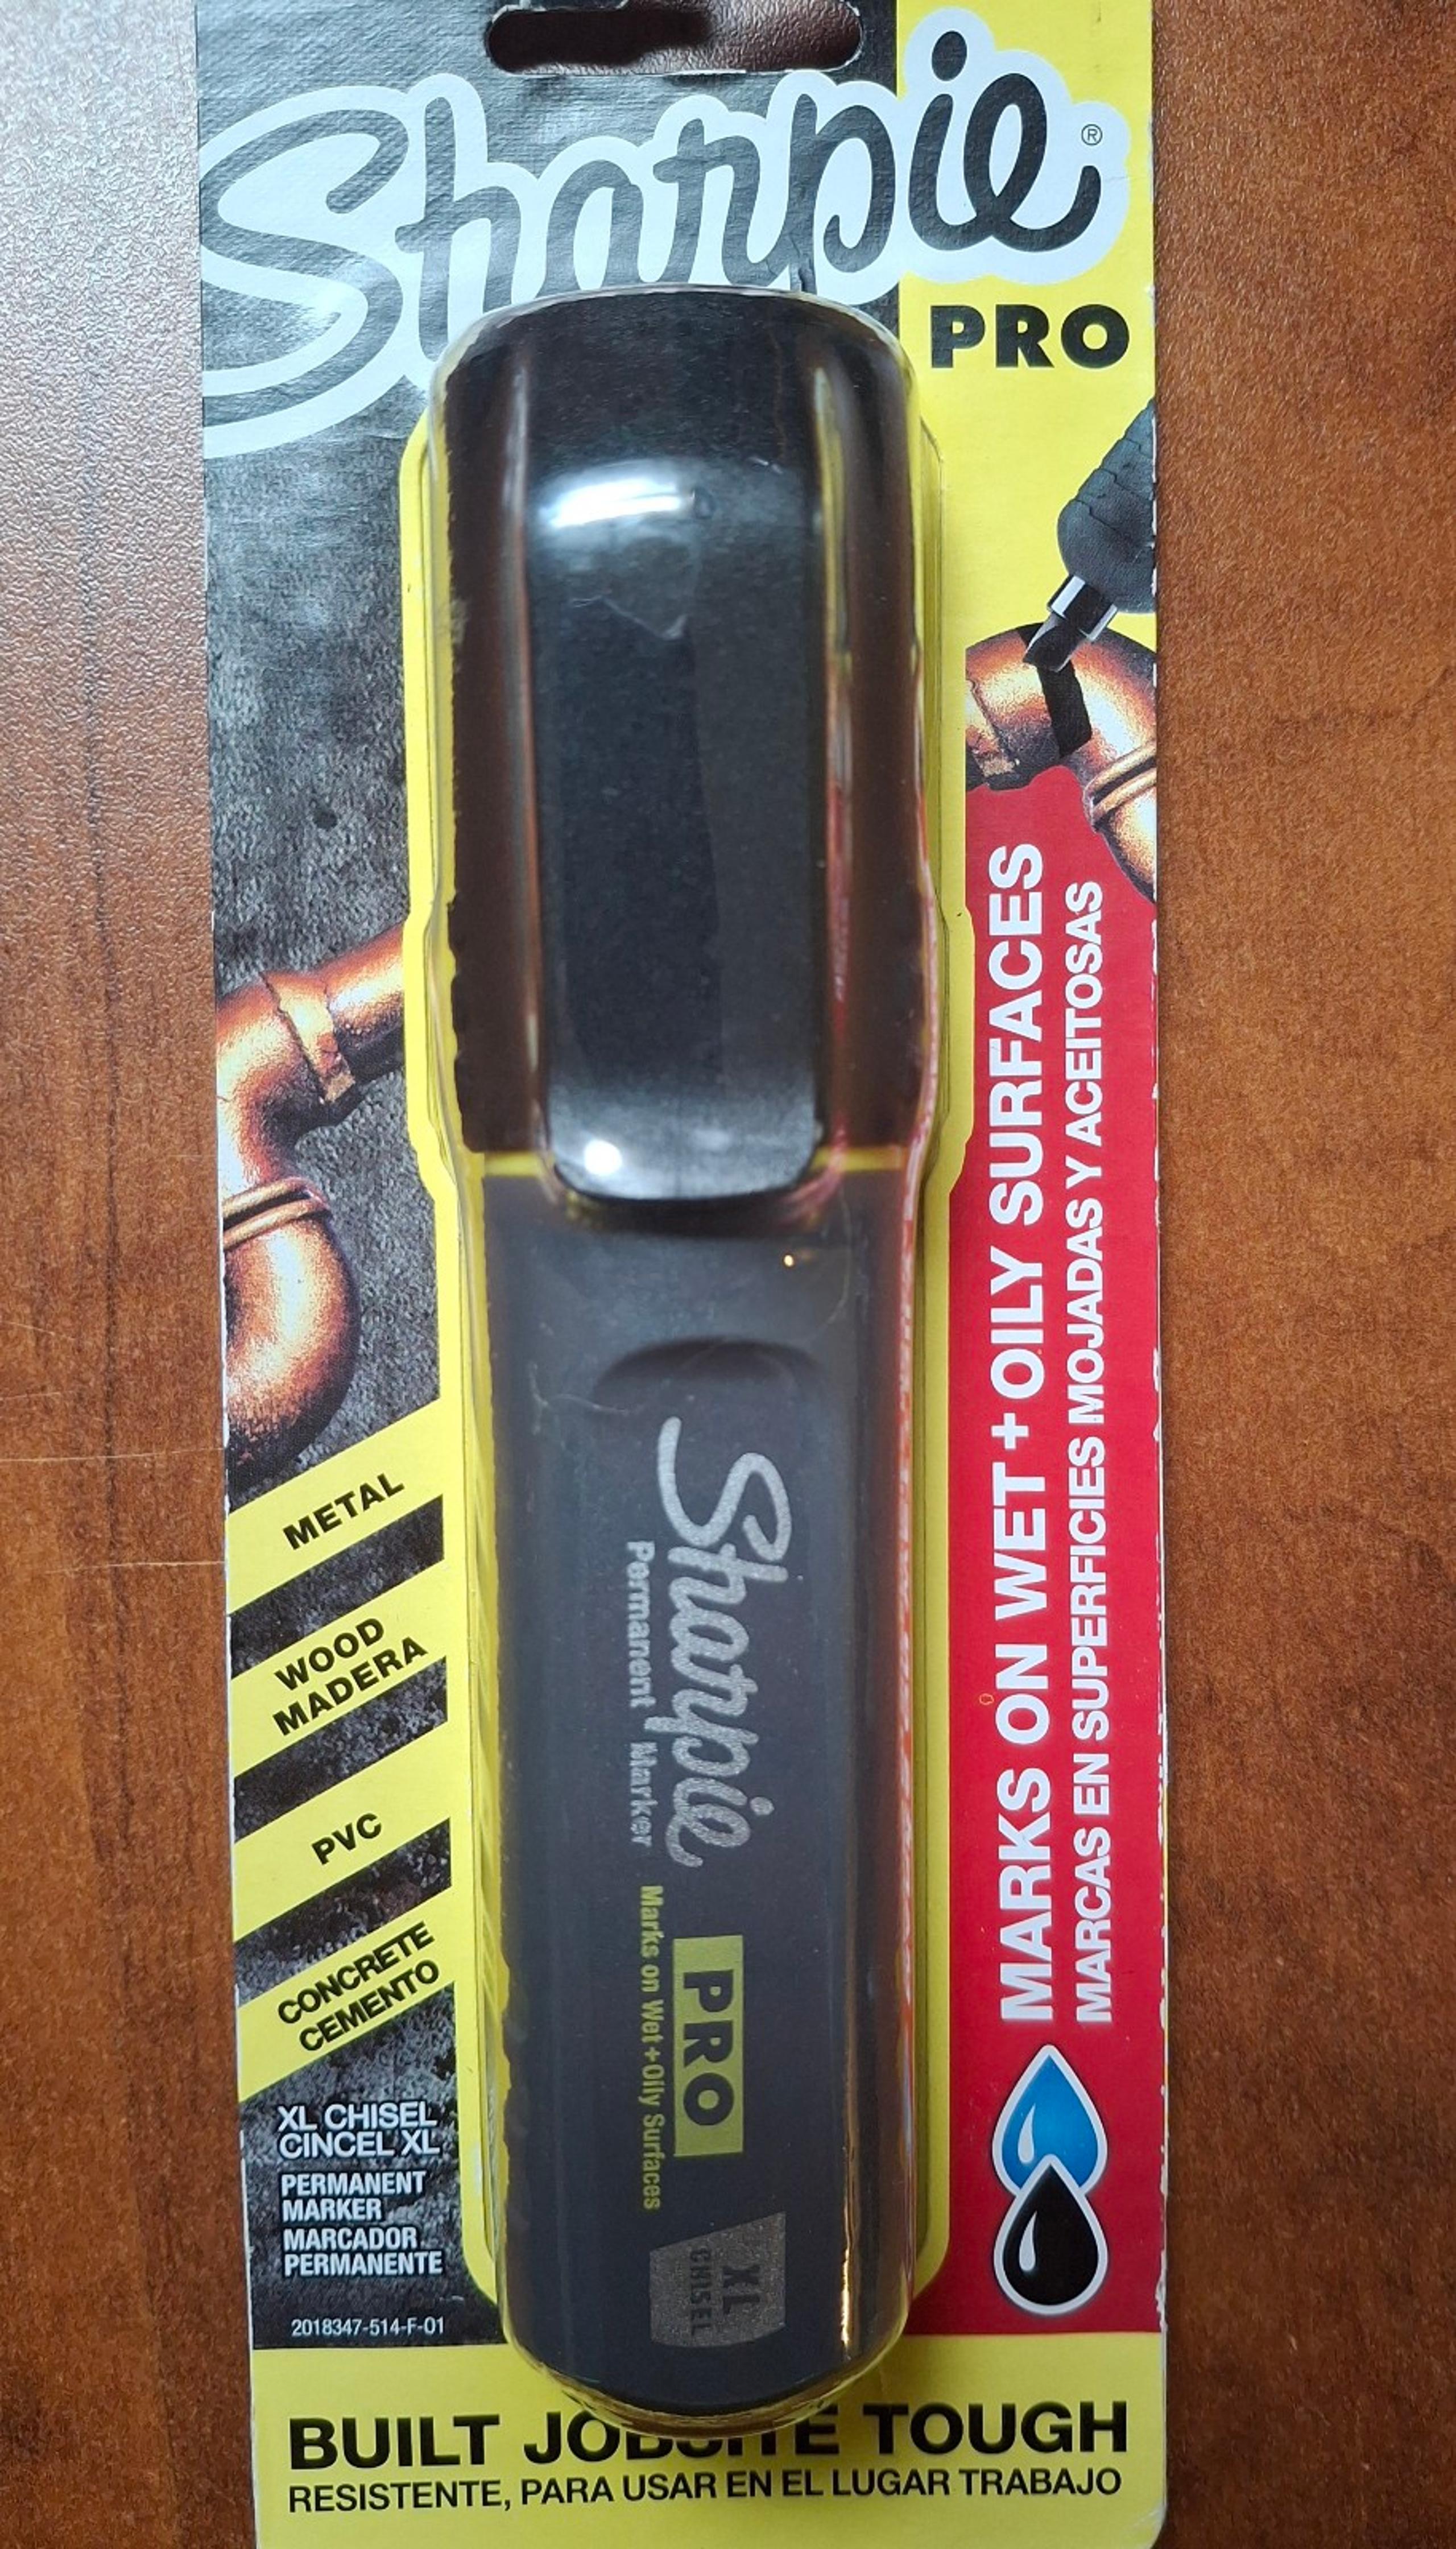 Sharpie®
PRO
MARKS ON WET + OILY SURFACES
MARCAS EN SUPERFICIES MOJADAS Y ACEITOSAS
Sharpie
Permanent Marker
PRO
Marks on Wet+Oily Surfaces
XL
CHISEL
METAL
WOOD
MADERA
PVC
CONCRETE
CEMENTO
XL CHISEL
CINCEL XL
PERMANENT
MARKER
MARCADOR
PERMANENTE
2018347-514-F-01
BUILT JOBSITE TOUGH
RESISTENTE, PARA USAR EN EL LUGAR TRABAJO